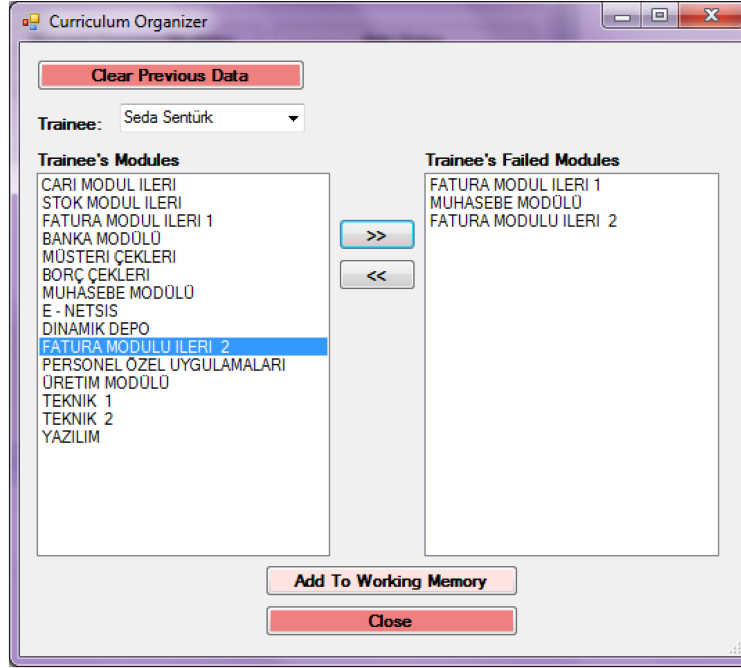 Curriculum Organizer
Clear Previous Data
Trainee: Seda Sentürk
Trainee's Modules
CARI MODUL ILERI
STOK MODUL ILERI
FATURA MODUL ILERI 1
BANKA MODÜLÜ
MÜSTERI ÇEKLERI
BORÇ ÇEKLERI
MUHASEBE MODÜLÜ
E - NETSIS
DINAMIK DEPO
FATURA MODULU ILERI  2
PERSONEL ÖZEL UYGULAMALARI
ÜRETIM MODÜLÜ
TEKNIK  1
TEKNIK  2
YAZILIM
>>
<<
Trainee's Failed Modules
FATURA MODUL ILERI 1
MUHASEBE MODÜLÜ
FATURA MODULU ILERI  2
Add To Working Memory
Close